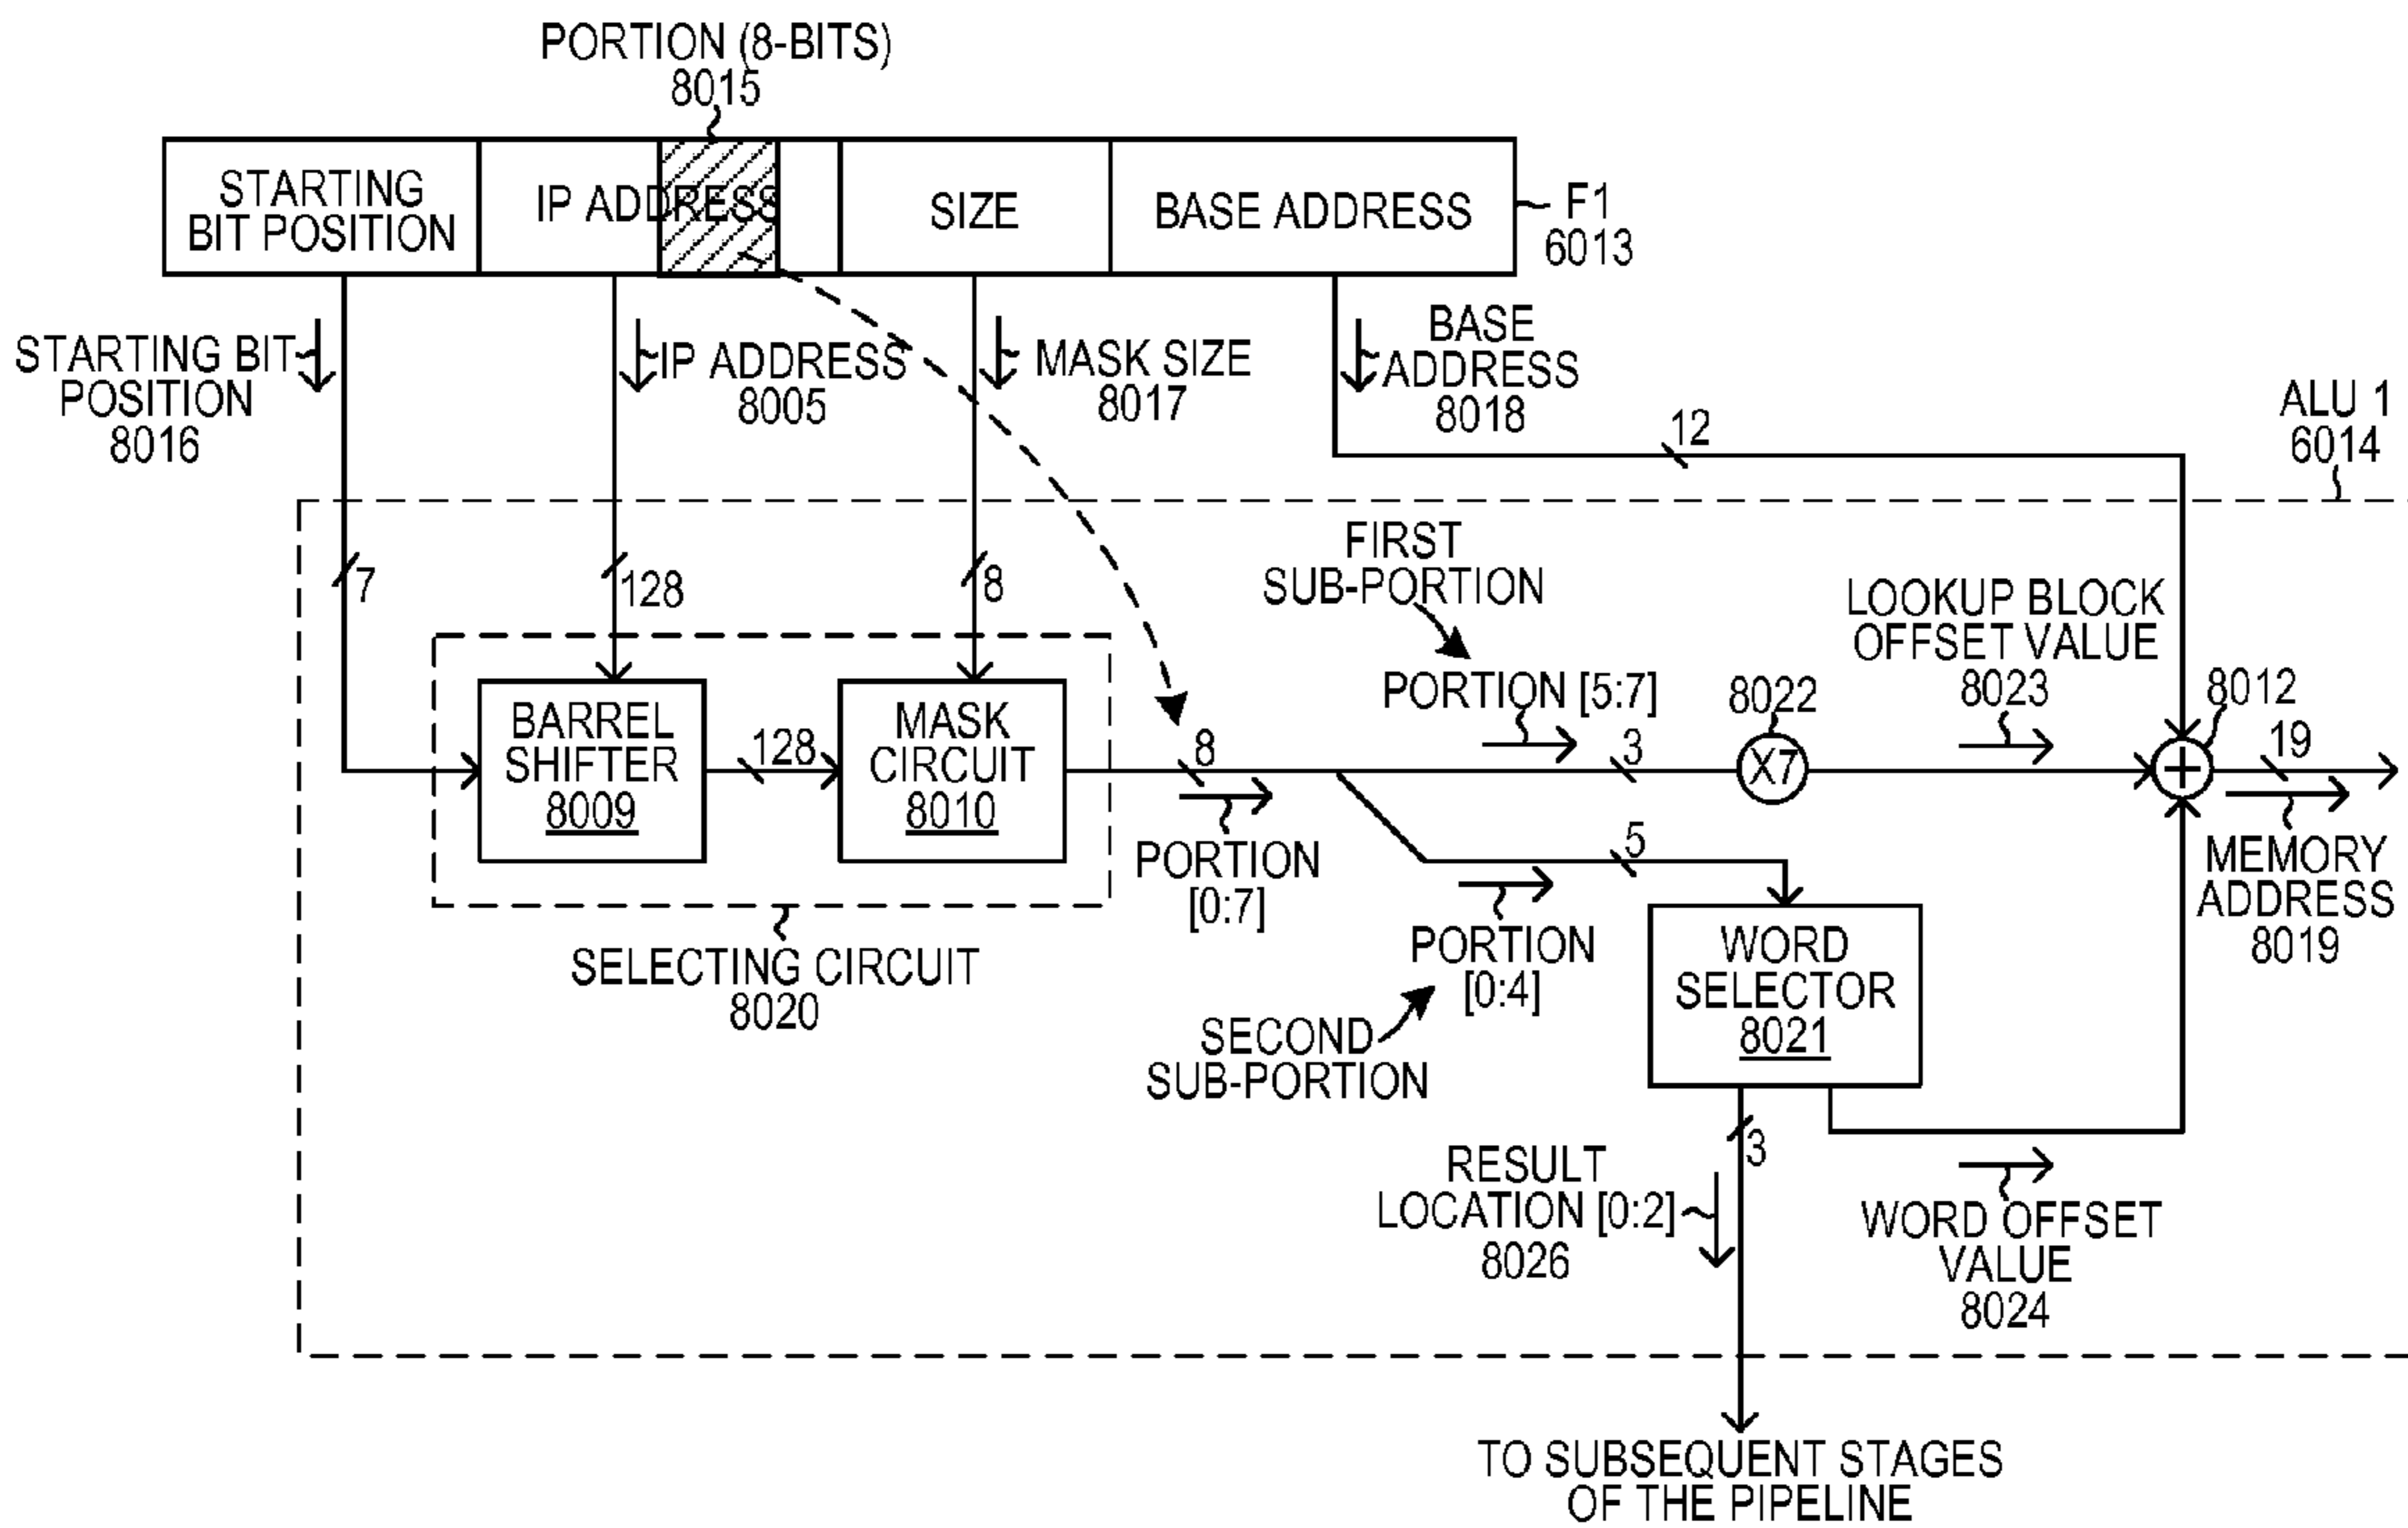 PORTION (8-BITS)
8015
STARTING
BIT POSITION
IP ADDRESS
SIZE
BASE ADDRESS
F1
6013
STARTING BIT
POSITION
8016
IP ADDRESS
8005
MASK SIZE
8017
BASE
ADDRESS
8018
12
ALU 1
6014
7
128
8
FIRST
SUB-PORTION
PORTION [5:7]
LOOKUP BLOCK
OFFSET VALUE
8023
8022
8012
BARREL
SHIFTER
8009
128
MASK
CIRCUIT
8010
8
3
X7
+
19
PORTION
[0:7]
5
MEMORY
ADDRESS
8019
SELECTING CIRCUIT
8020
PORTION
[0:4]
SECOND
SUB-PORTION
WORD
SELECTOR
8021
3
RESULT
LOCATION [0:2]
8026
WORD OFFSET
VALUE
8024
TO SUBSEQUENT STAGES
OF THE PIPELINE